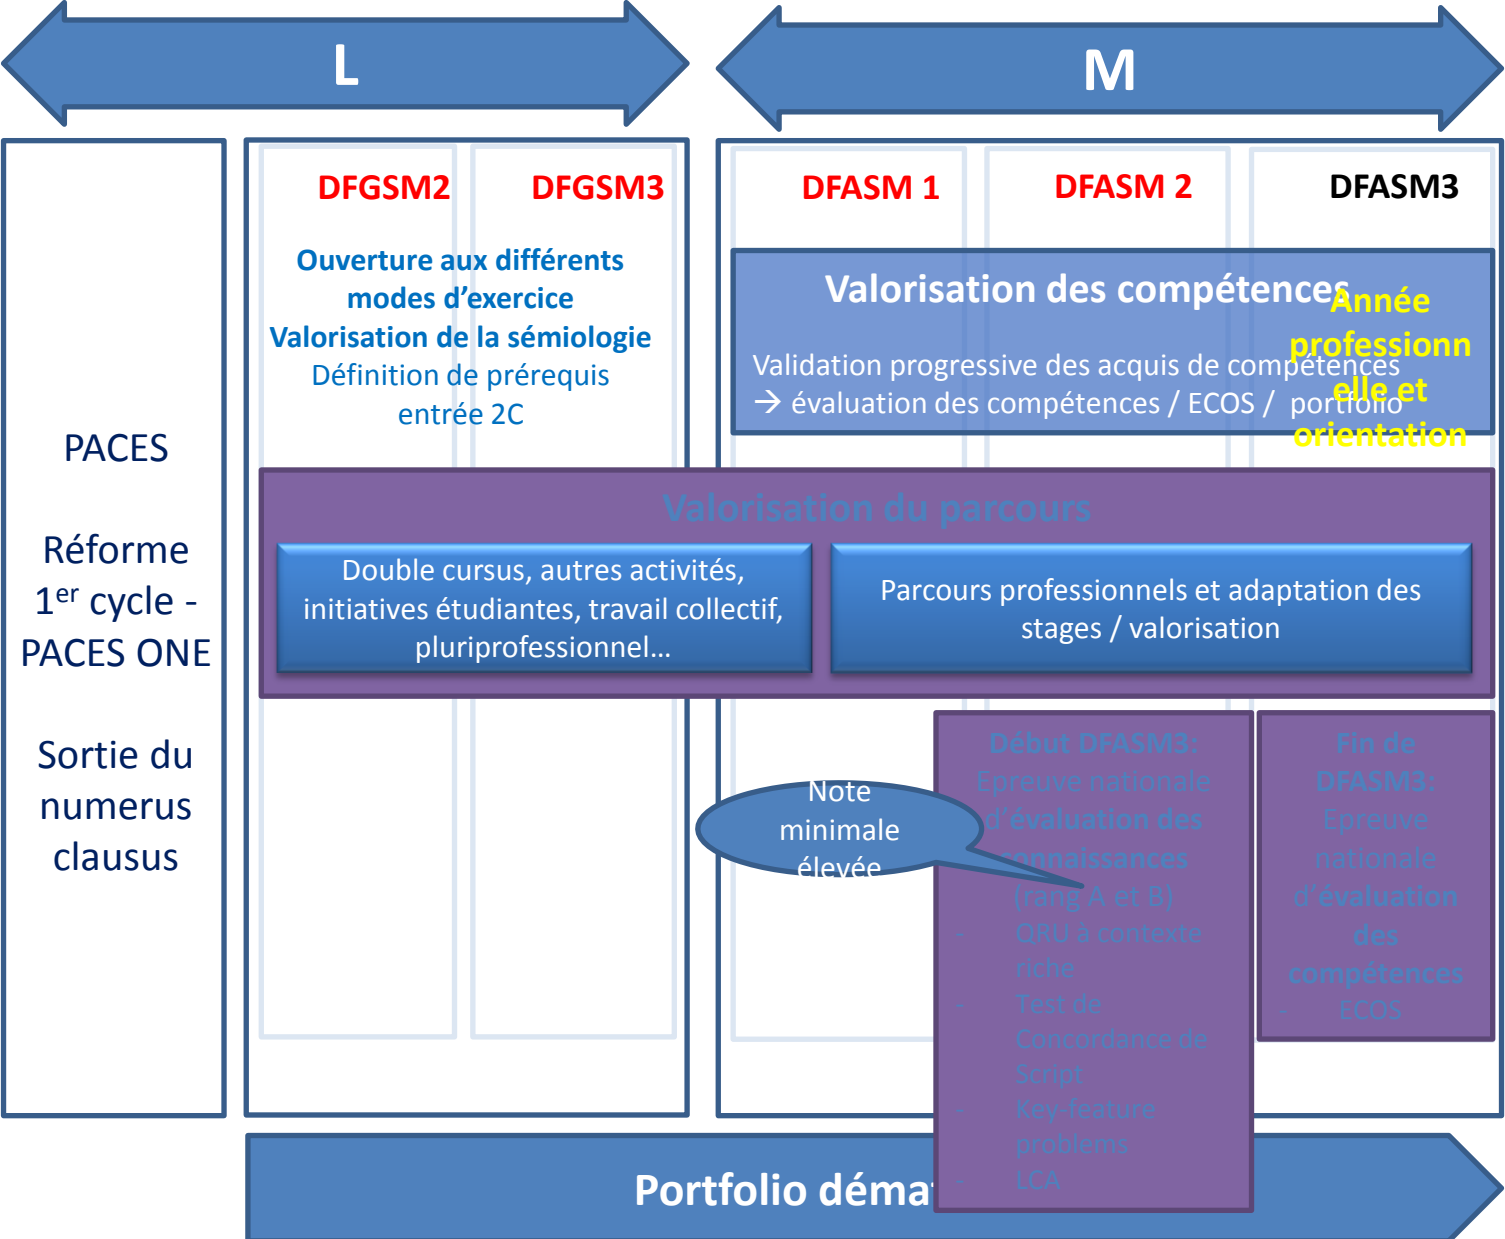 L
M
PACES
Réforme
1er cycle -
PACES ONE
Sortie du
numerus
clausus
DFGSM2
DFGSM3
Ouverture aux différents
modes d’exercice
Valorisation de la sémiologie
Définition de prérequis
entrée 2C
DFASM 1
DFASM 2
DFASM3
Valorisation des compétences
Validation progressive des acquis de compétences
→ évaluation des compétences / ECOS / portfolio
Année
professionn
elle et
orientation
Valorisation du parcours
Double cursus, autres activités,
initiatives étudiantes, travail collectif,
pluriprofessionnel…
Parcours professionnels et adaptation des
stages / valorisation
Note
minimale
élevée
Début DFASM3:
Epreuve nationale
d’évaluation des
connaissances
(rang A et B)
- QRU à contexte
riche
- Test de
Concordance de
Script
- Key-feature
problems
- LCA
Fin de
DFASM3:
Epreuve
nationale
d’évaluation
des
compétences
- ECOS
Portfolio déma